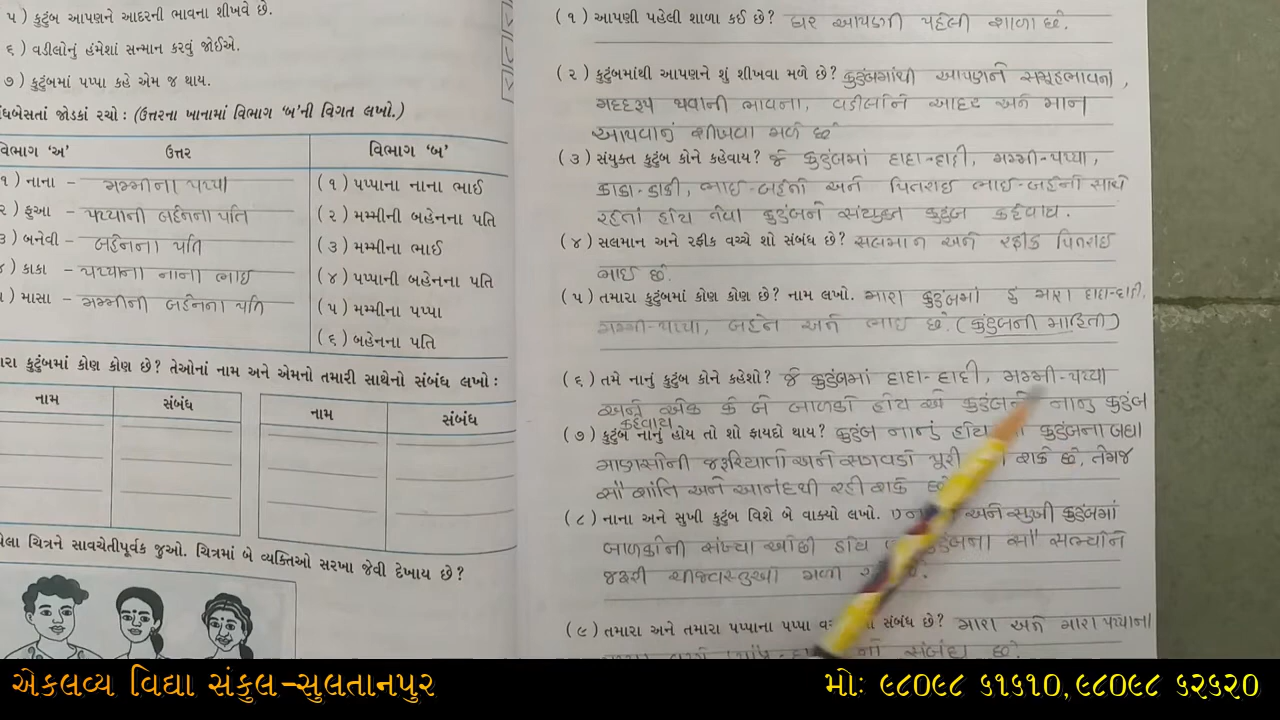 ૫) કુટુંબ આપણને આદરની ભાવના શીખવે છે.
૬) વડીલોનું હંમેશાં સન્માન કરવું જોઈએ.
૭) કુટુંબમાં પપ્પા કહે એમ જ થાય.
ધબેસતાં જોડકાં રચો : (ઉત્તરના ખાનામાં વિભાગ ‘બ’ની વિગત લખો.)
વિભાગ ‘અ’ ઉત્તર વિભાગ ‘બ’
૧) નાના - મમ્મીના પપ્પા (૧) પપ્પાના નાના ભાઈ
૨) ફુઆ - પપ્પાની બહેનના પતિ (૨) મમ્મીની બહેનના પતિ
૩) બનેવી - બહેનના પતિ (૩) મમ્મીના ભાઈ
૪) કાકા - પપ્પાના નાના ભાઇ (૪) પપ્પાની બહેનના પતિ
) માસા - મમ્મીની બહેનના પતિ (૫) મમ્મીના પપ્પા
(૬) બહેનના પતિ
મારા કુટુંબમાં કોણ કોણ છે? તેઓનાં નામ અને એમનો તમારી સાથેનો સંબંધ લખો :
નામ સંબંધ નામ સંબંધ
પેલા ચિત્રને સાવચેતીપૂર્વક જુઓ. ચિત્રમાં બે વ્યક્તિઓ સરખા જેવી દેખાય છે?
(૧) આપણી પહેલી શાળા કઈ છે? ઘર આપણી પહેલી શાળા છે.
(૨) કુટુંબમાંથી આપણને શું શીખવા મળે છે? કુટુંબમાંથી આપણને સમૂહભાવના,
મદદરૂપ થવાની ભાવના, વડીલોને આદર અને માન
આપવાનું શીખવા મળે છે
(૩) સંયુક્ત કુટુંબ કોને કહેવાય? જે કુટુંબમાં દાદા-દાદી, મમ્મી-પપ્પા,
કાકા-કાકી, ભાઈ-બહેનો અને પિતરાઇ ભાઇ-બહેનો સાથે
રહેતાં હોય તેવા કુટુંબને સંયુક્ત કુટુંબ કહેવાય.
(૪) સલમાન અને રફીક વચ્ચે શો સંબંધ છે? સલમાન અને રફીક પિતરાઇ
ભાઇ છે.
(૫) તમારા કુટુંબમાં કોણ કોણ છે? નામ લખો. મારા કુટુંબમાં હું મારા દાદા-દાદી,
મમ્મી-પપ્પા, બહેન અને ભાઇ છે. (કુટુંબની માહિતી)
(૬) તમે નાનું કુટુંબ કોને કહેશો? જે કુટુંબમાં દાદા-દાદી, મમ્મી-પપ્પા
અને એક કે બે બાળકો હોય એ કુટુંબને નાનું કુટુંબ
કહેવાય
(૭) કુટુંબ નાનું હોય તો શો ફાયદો થાય? કુટુંબ નાનું હોય કુટુંબના બધા
માણસોની જરૂરિયાતો અને સગવડો પૂરી શકે છે. તેમજ
સૌ શાંતિ અને આનંદથી રહી શકે છે
(૮) નાના અને સુખી કુટુંબ વિશે બે વાક્યો લખો. અને સુખી કુટુંબમાં
બાળકોની સંખ્યા ઓછી હોય કુટુંબના સૌ સભ્યોને
જરૂરી ચીજવસ્તુઓ મળી
(૯) તમારા અને તમારા પપ્પાના પપ્પા સંબંધ છે? મારા અને મારા પપ્પાના
સંબંધ છે.
એકલવ્ય વિદ્યા સંકુલ-સુલતાનપુર મોઃ ૯૮૦૯૮ ૬૧૬૧૦,૯૮૦૯૮ ૬૨૬૨૦